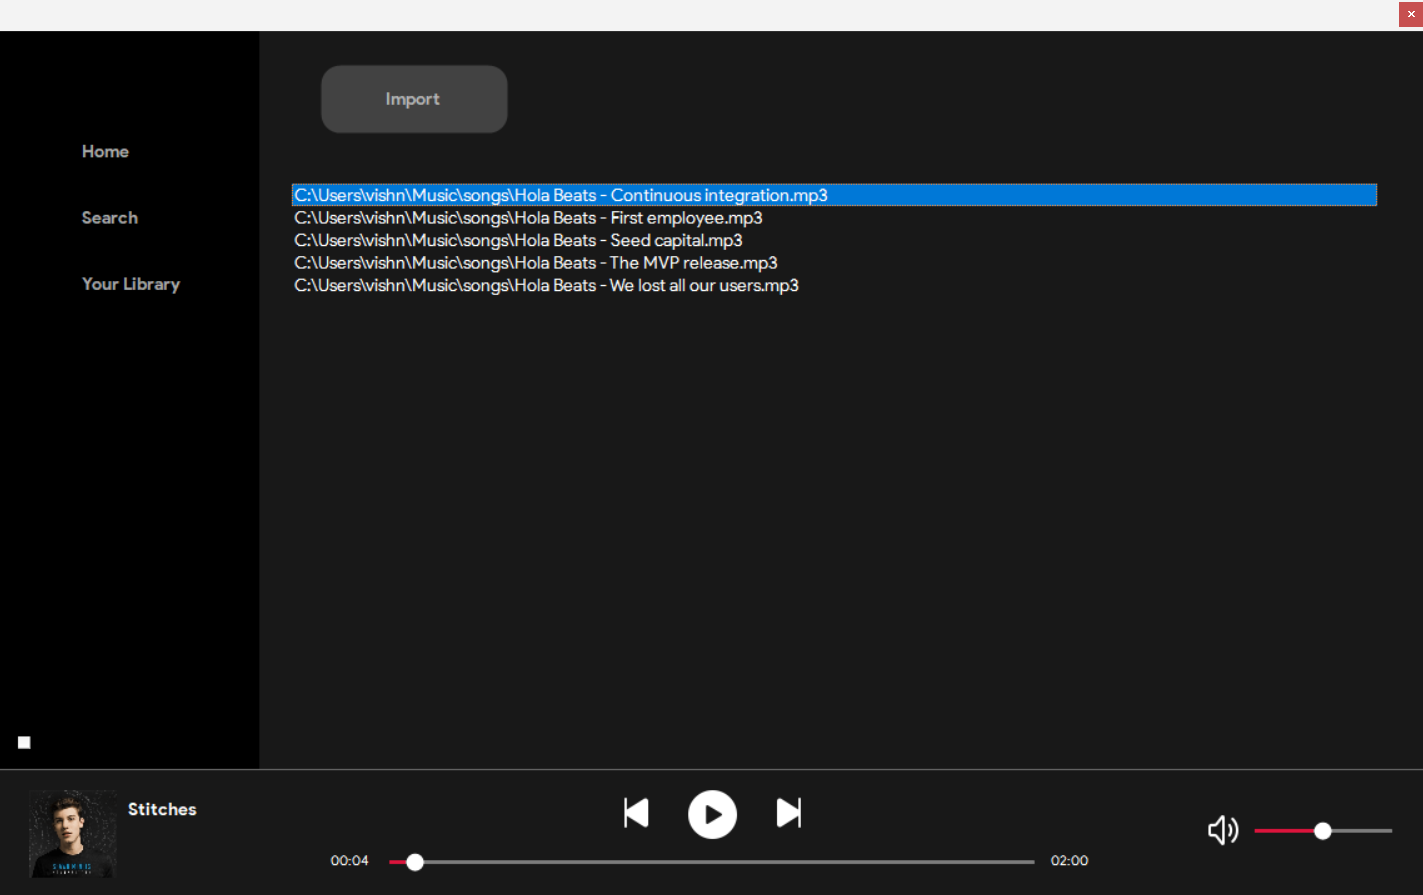 Import
Home
Search
Your Library
C:\Users\vishn\Music\songs\Hola Beats - Continuous integration.mp3
C:\Users\vishn\Music\songs\Hola Beats - First employee.mp3
C:\Users\vishn\Music\songs\Hola Beats - Seed capital.mp3
C:\Users\vishn\Music\songs\Hola Beats - The MVP release.mp3
C:\Users\vishn\Music\songs\Hola Beats - We lost all our users.mp3
Stitches
00:04
02:00